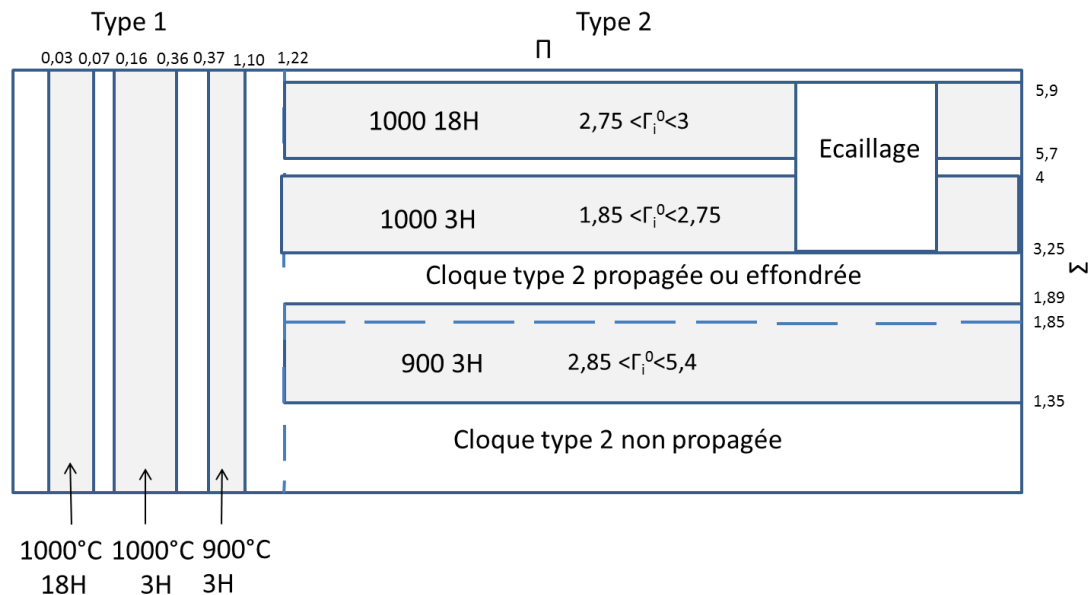 Type 1
Type 2
Π
0,03 0,07 0,16 0,36 0,37 1,10 1,22
5,9
1000 18H 2,75 <Γᵢ⁰<3
Ecaillage
5,7
4
1000 3H 1,85 <Γᵢ⁰<2,75
3,25
Σ
Cloque type 2 propagée ou effondrée
1,89
1,85
900 3H 2,85 <Γᵢ⁰<5,4
1,35
Cloque type 2 non propagée
1000°C 1000°C 900°C
18H 3H 3H